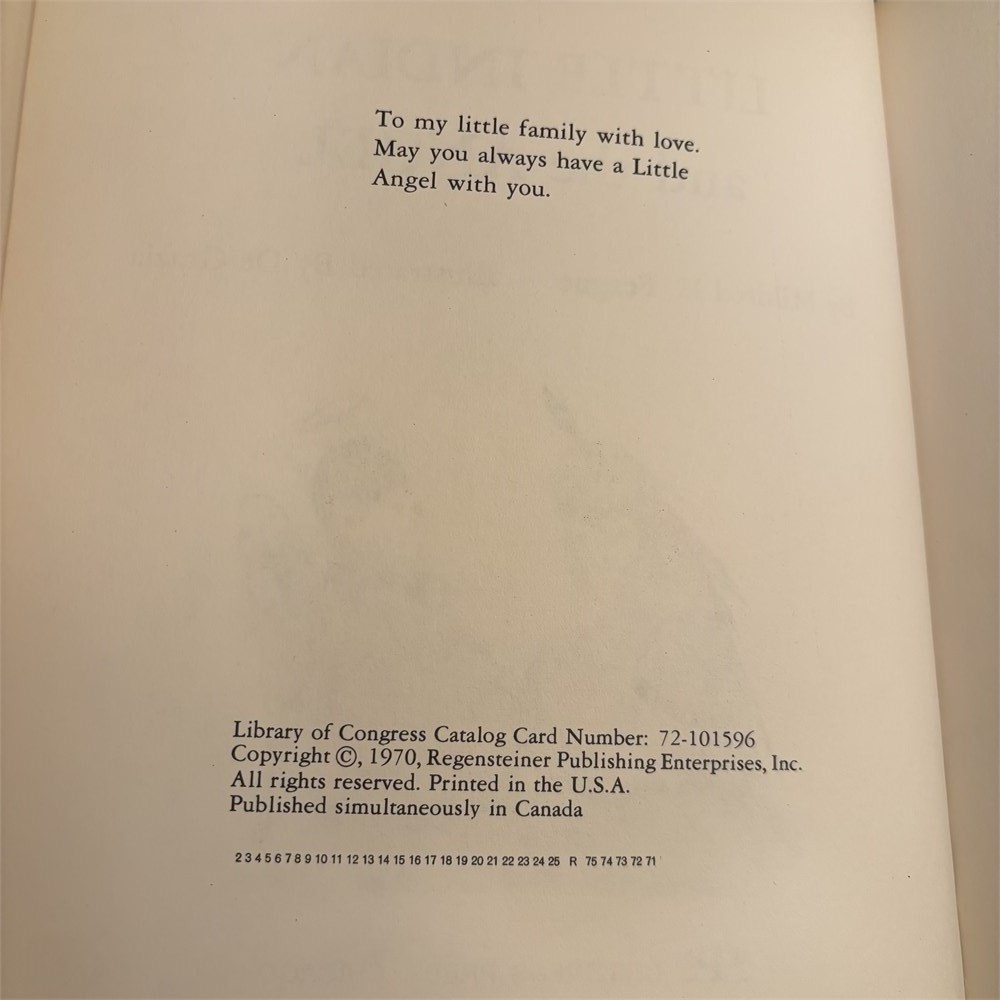 To my little family with love.
May you always have a Little
Angel with you.
Library of Congress Catalog Card Number: 72-101596
Copyright ©, 1970, Regensteiner Publishing Enterprises, Inc.
All rights reserved. Printed in the U.S.A.
Published simultaneously in Canada
2 3 4 5 6 7 8 9 10 11 12 13 14 15 16 17 18 19 20 21 22 23 24 25 R 75 74 73 72 71